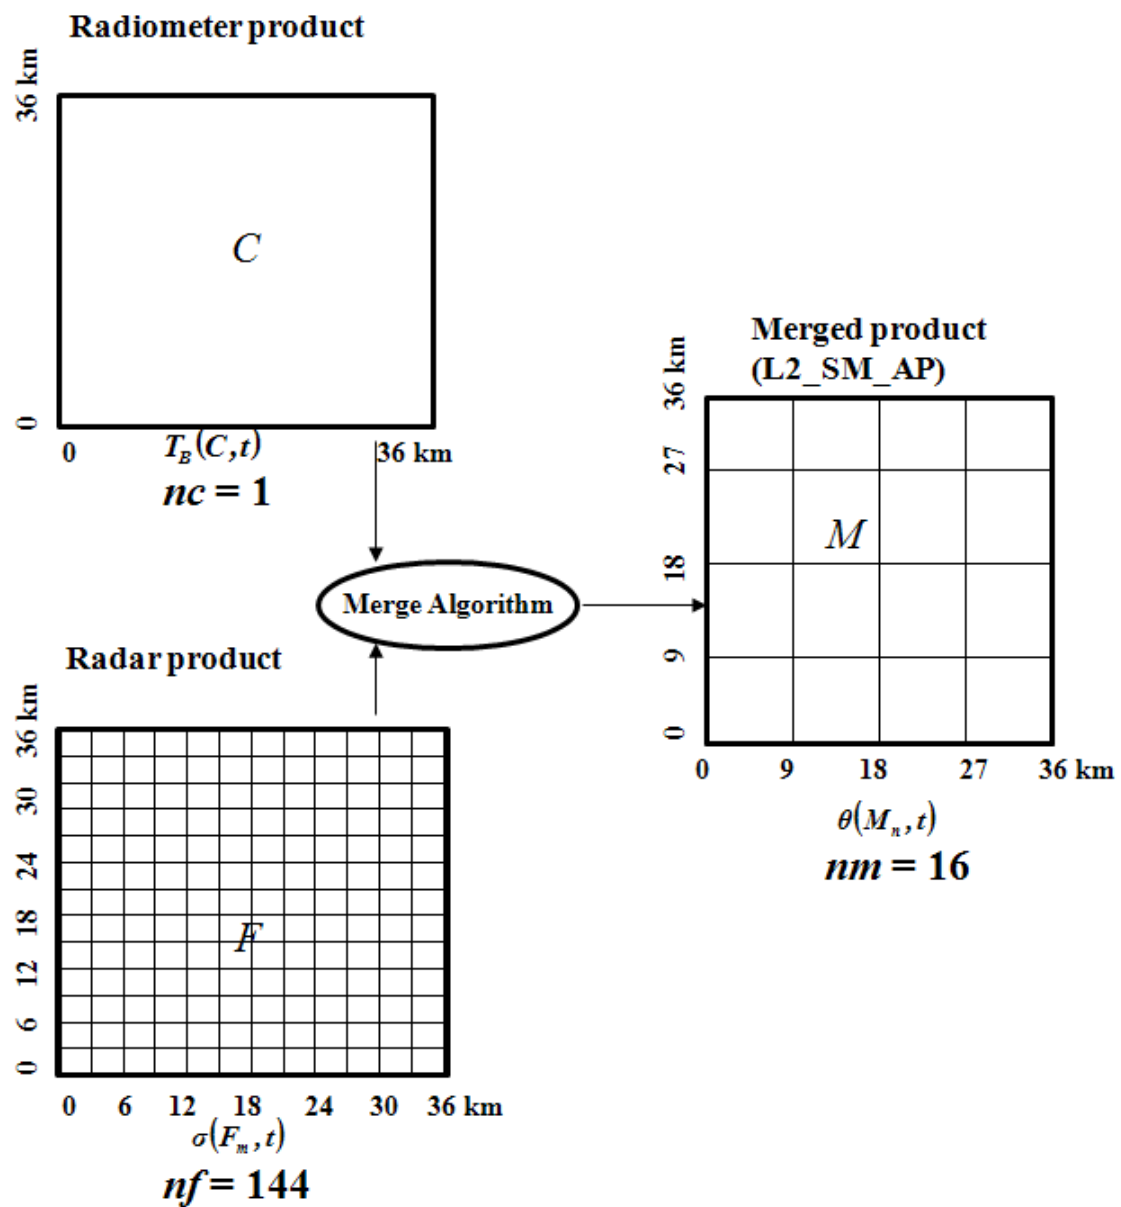 Radiometer product
36 km
C
0
0
36 km
T_B(C,t)
nc = 1
Merge Algorithm
Merged product
(L2_SM_AP)
36 km
27
18
9
0
M
0 9 18 27 36 km
θ(M_n,t)
nm = 16
Radar product
36 km
30
24
18
12
6
0
F
0 6 12 18 24 30 36 km
σ(F_m,t)
nf = 144